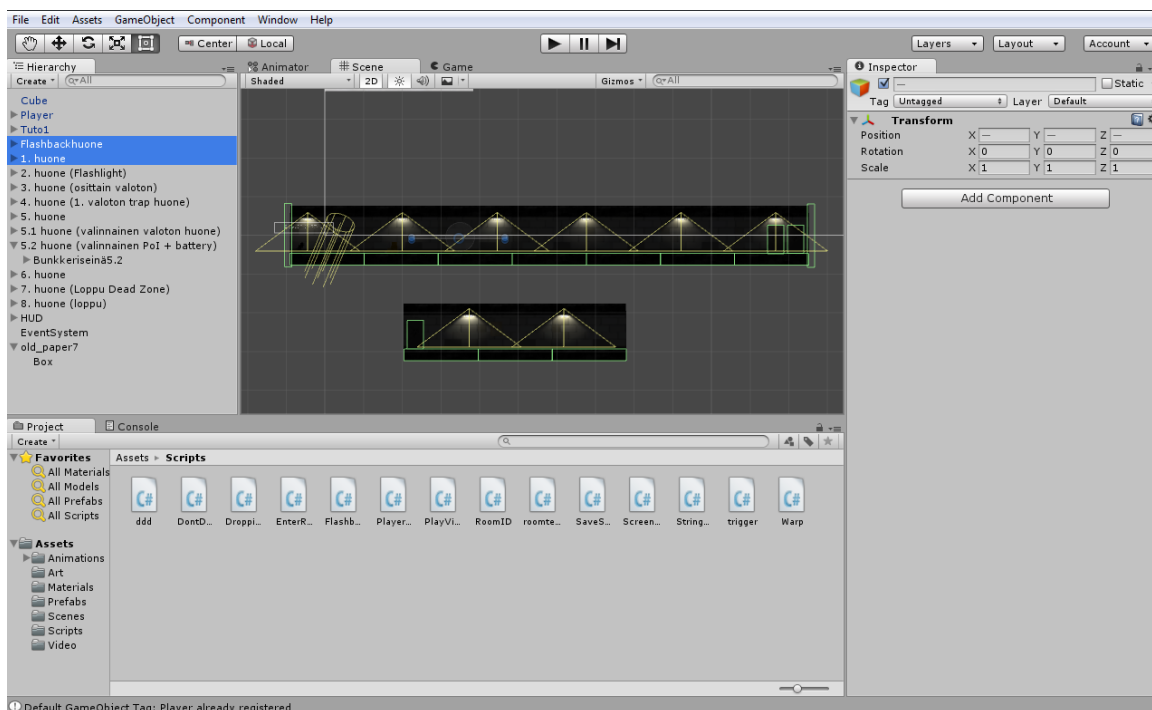 File Edit Assets GameObject Component Window Help
Center Local Layers Layout Account
Hierarchy
Create All
Cube
Player
Tuto1
Flashbackhuone
1. huone
2. huone (Flashlight)
3. huone (osittain valoton)
4. huone (1. valoton trap huone)
5. huone
5.1 huone (valinnainen valoton huone)
5.2 huone (valinnainen PoI + battery)
Bunkkeriseinä5.2
6. huone
7. huone (Loppu Dead Zone)
8. huone (loppu)
HUD
EventSystem
old_paper7
Box
Animator Scene Game
Shaded 2D Gizmos All
Inspector
— Static
Tag Untagged Layer Default
Transform
Position X — Y — Z —
Rotation X 0 Y 0 Z 0
Scale X 1 Y 1 Z 1
Add Component
Project Console
Create
Favorites
All Materials
All Models
All Prefabs
All Scripts
Assets
Animations
Art
Materials
Prefabs
Scenes
Scripts
Video
Assets Scripts
C# C# C# C# C# C# C# C# C# C# C# C# C# C#
ddd DontD... Droppi... EnterR... Flashb... Player... PlayVi... RoomID roomte... SaveS... Screen... String... trigger Warp
Default GameObject Tag: Player already registered